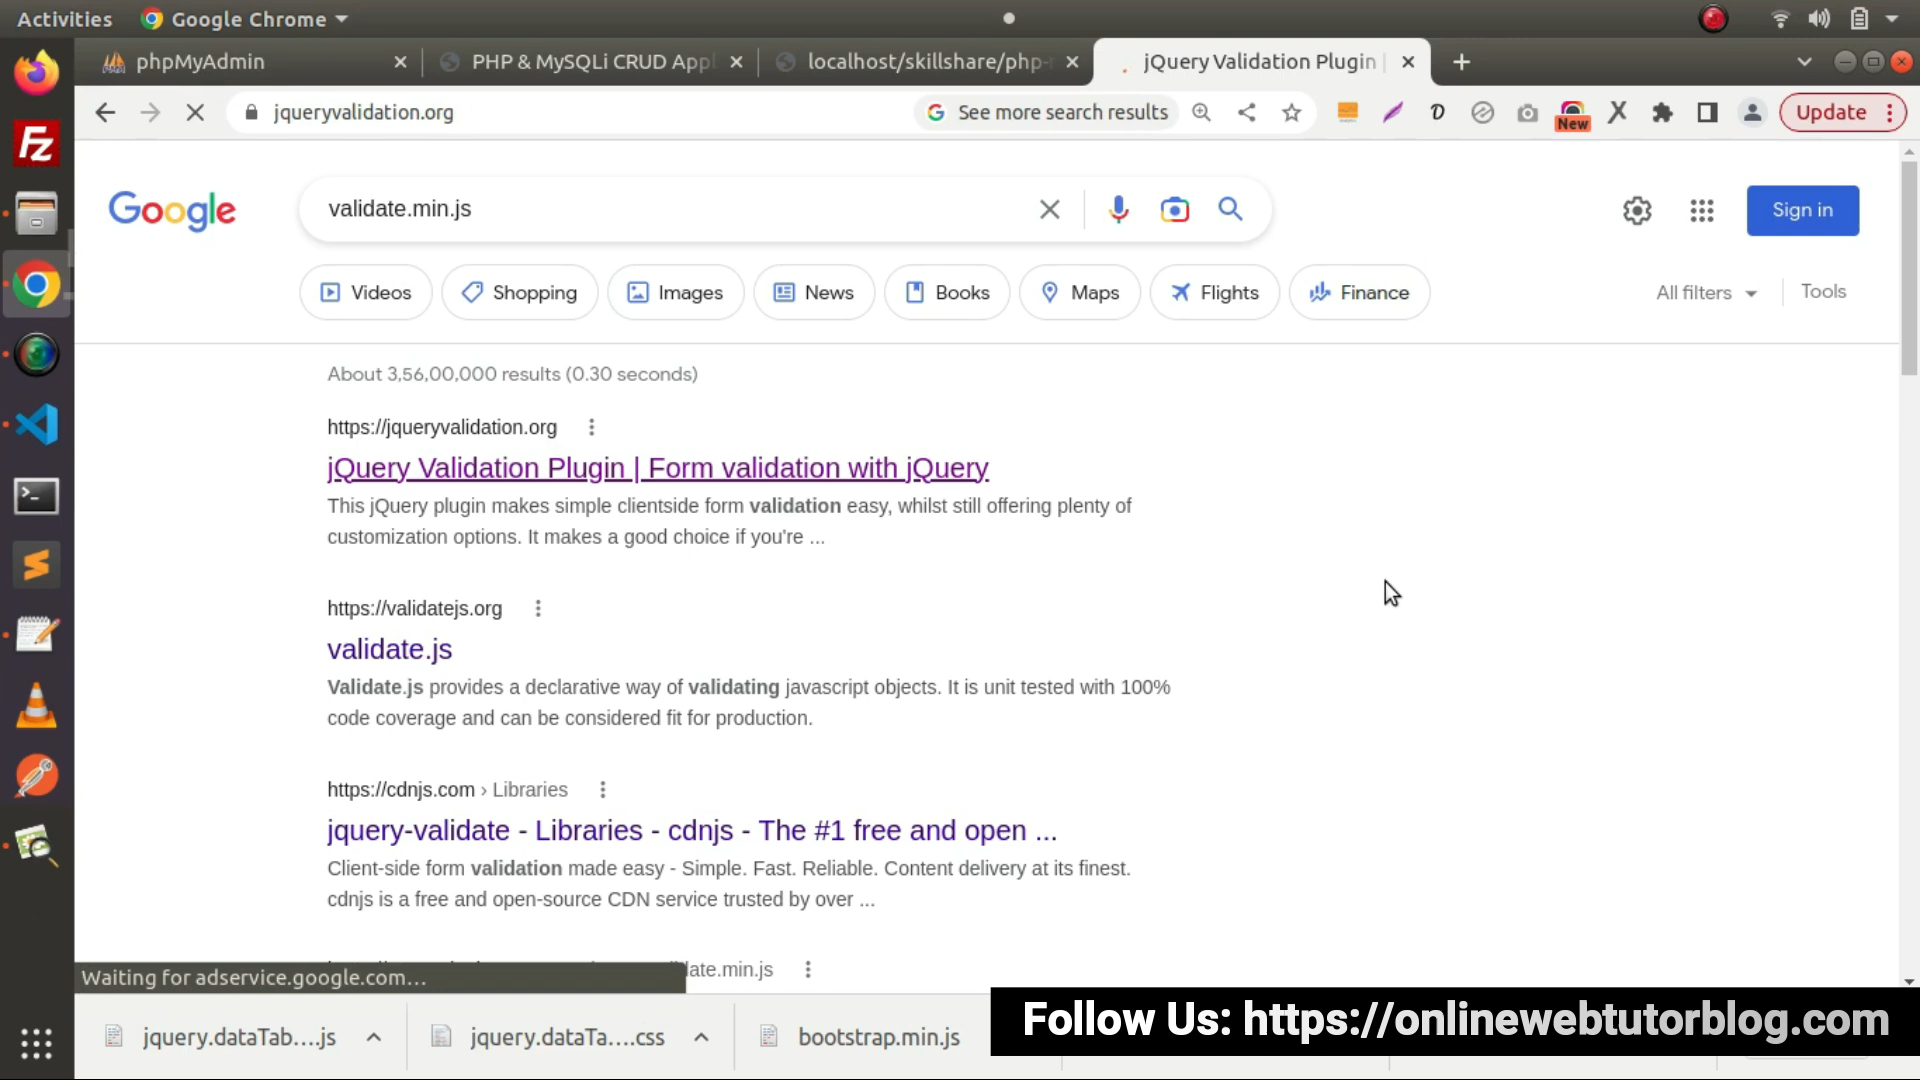 Activities Google Chrome
phpMyAdmin PHP & MySQLi CRUD Appl localhost/skillshare/php- jQuery Validation Plugin |
jqueryvalidation.org See more search results New Update
Google validate.min.js Sign in
Videos Shopping Images News Books Maps Flights Finance All filters Tools
About 3,56,00,000 results (0.30 seconds)
https://jqueryvalidation.org
jQuery Validation Plugin | Form validation with jQuery
This jQuery plugin makes simple clientside form validation easy, whilst still offering plenty of
customization options. It makes a good choice if you're ...
https://validatejs.org
validate.js
Validate.js provides a declarative way of validating javascript objects. It is unit tested with 100%
code coverage and can be considered fit for production.
https://cdnjs.com › Libraries
jquery-validate - Libraries - cdnjs - The #1 free and open ...
Client-side form validation made easy - Simple. Fast. Reliable. Content delivery at its finest.
cdnjs is a free and open-source CDN service trusted by over ...
Waiting for adservice.google.com... date.min.js
jquery.dataTab....js jquery.dataTa....css bootstrap.min.js
Follow Us: https://onlinewebtutorblog.com